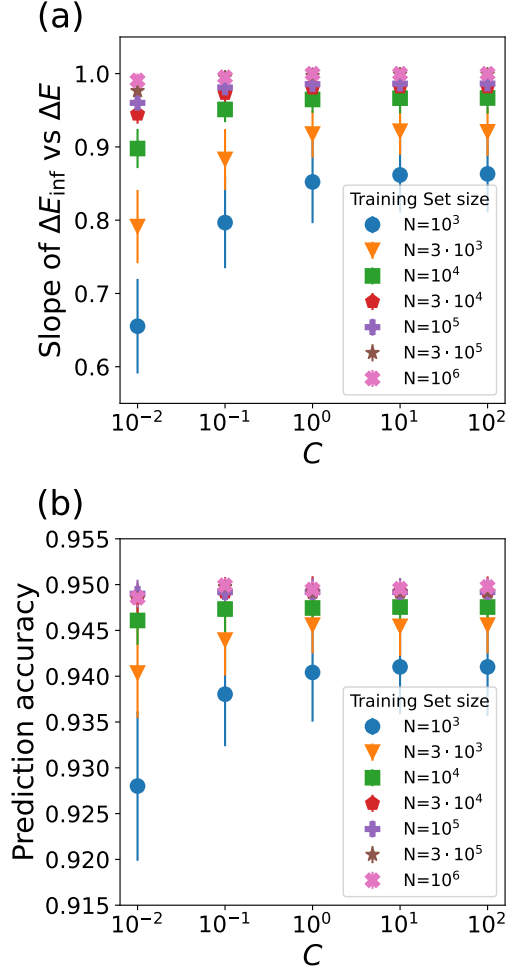 (a)
Slope of ΔE_inf vs ΔE
1.0
0.9
0.8
0.7
0.6
Training Set size
N=10³
N=3·10³
N=10⁴
N=3·10⁴
N=10⁵
N=3·10⁵
N=10⁶
10⁻² 10⁻¹ 10⁰ 10¹ 10²
C
(b)
Prediction accuracy
0.955
0.950
0.945
0.940
0.935
0.930
0.925
0.920
0.915
Training Set size
N=10³
N=3·10³
N=10⁴
N=3·10⁴
N=10⁵
N=3·10⁵
N=10⁶
10⁻² 10⁻¹ 10⁰ 10¹ 10²
C